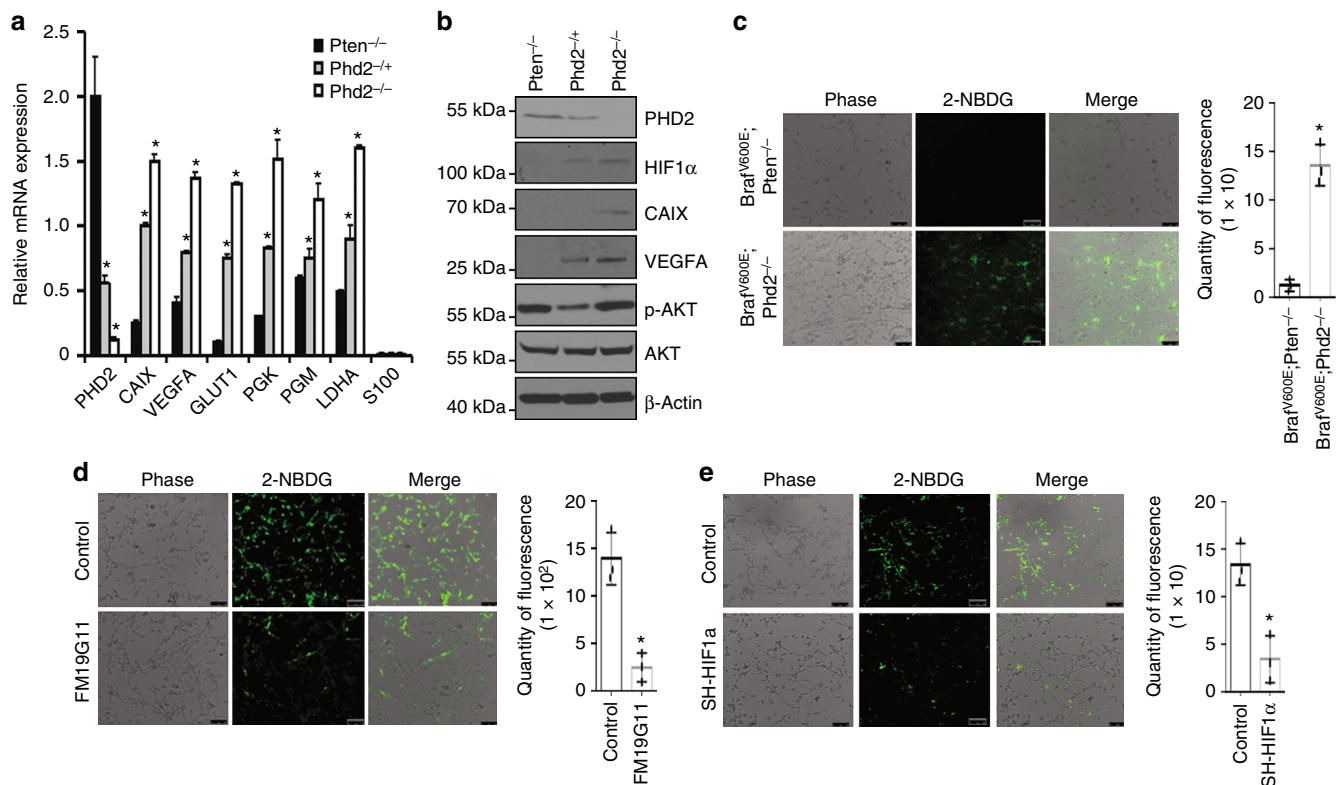 a
2.5
2.0
1.5
1.0
0.5
0
Relative mRNA expression
Pten–/–
Phd2–/+
Phd2–/–
* * * * * * * * * * * * * *
PHD2 CAIX VEGFA GLUT1 PGK PGM LDHA S100
b
Pten–/– Phd2–/+ Phd2–/–
55 kDa PHD2
100 kDa HIF1α
70 kDa CAIX
25 kDa VEGFA
55 kDa p-AKT
55 kDa AKT
40 kDa β-Actin
c
Phase 2-NBDG Merge
BrafV600E;
Pten–/–
BrafV600E;
Phd2–/–
Quantity of fluorescence
(1 × 10)
20
15
10
5
0
*
BrafV600E;Pten–/–
BrafV600E;Phd2–/–
d
Phase 2-NBDG Merge
Control
FM19G11
Quantity of fluorescence
(1 × 10²)
20
15
10
5
0
*
Control
FM19G11
e
Phase 2-NBDG Merge
Control
SH-HIF1a
Quantity of fluorescence
(1 × 10)
20
15
10
5
0
*
Control
SH-HIF1α